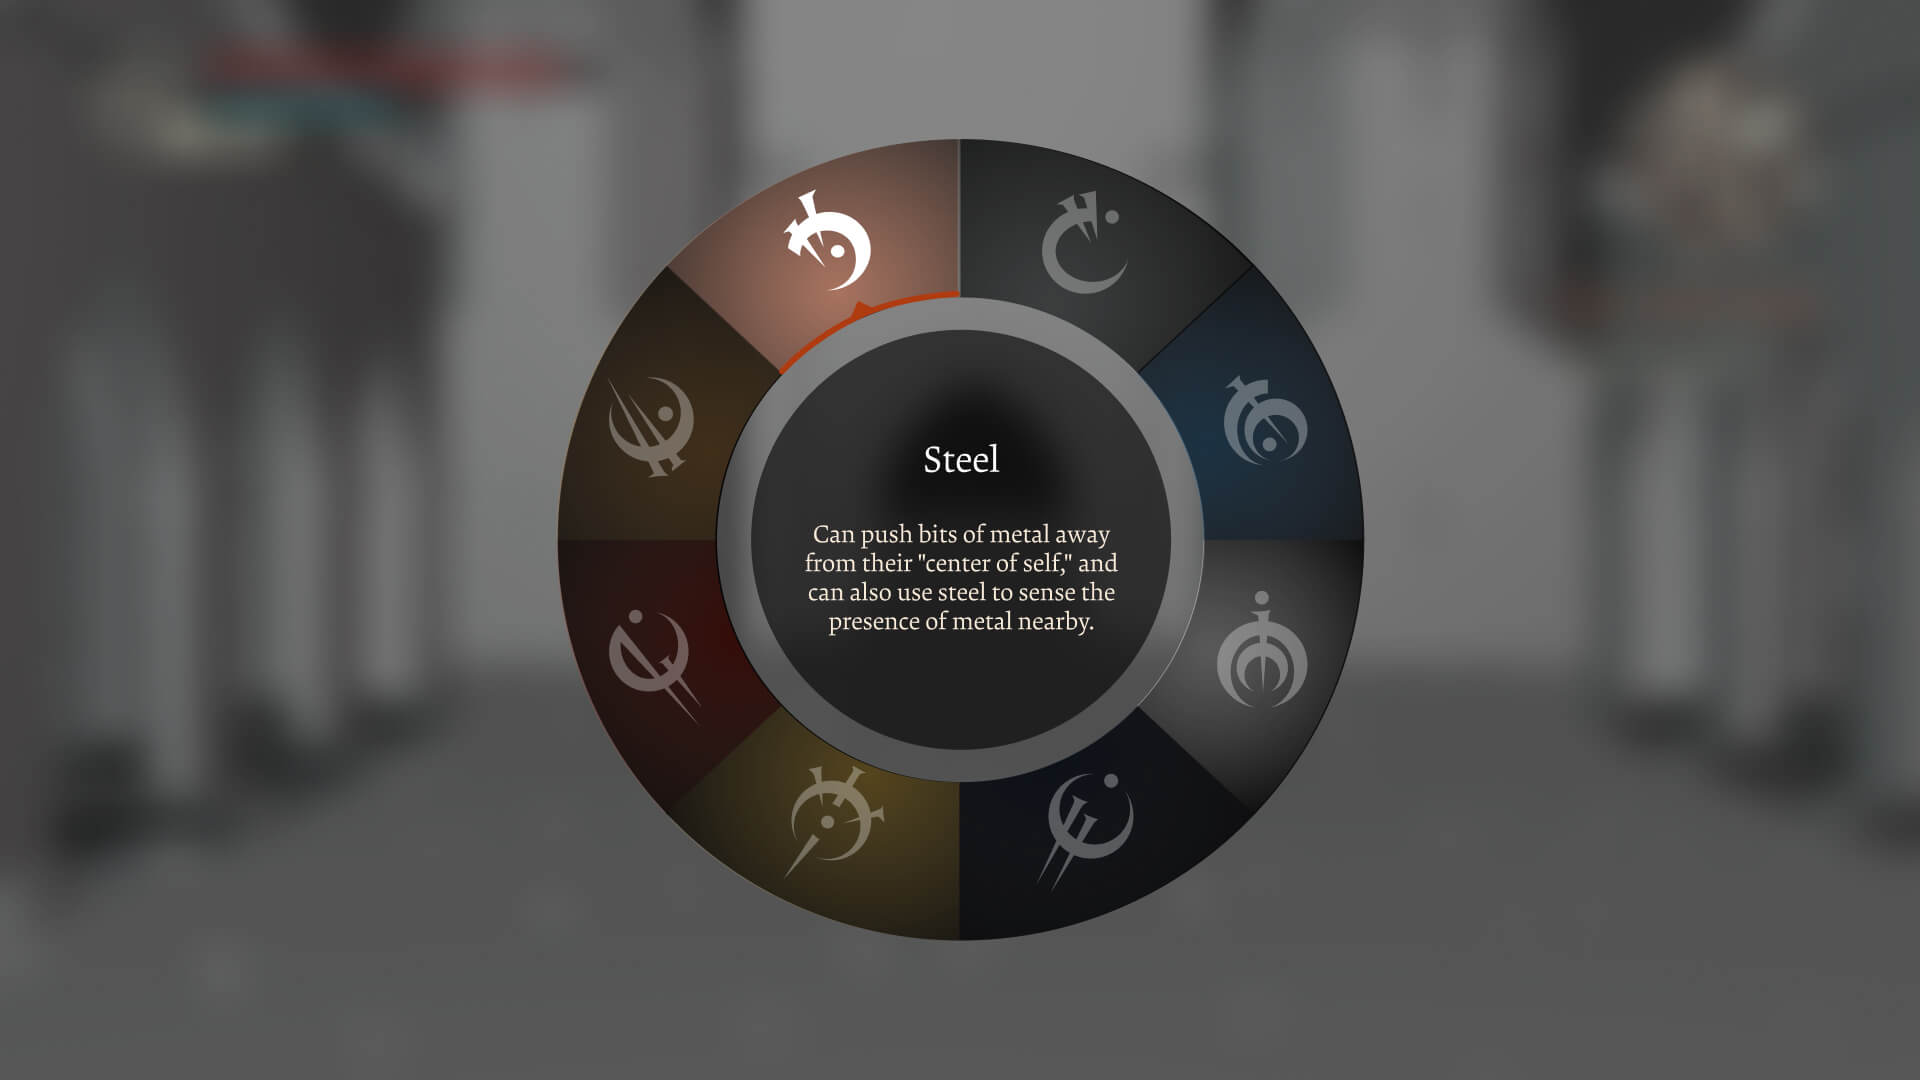 Steel
Can push bits of metal away
from their "center of self," and
can also use steel to sense the
presence of metal nearby.